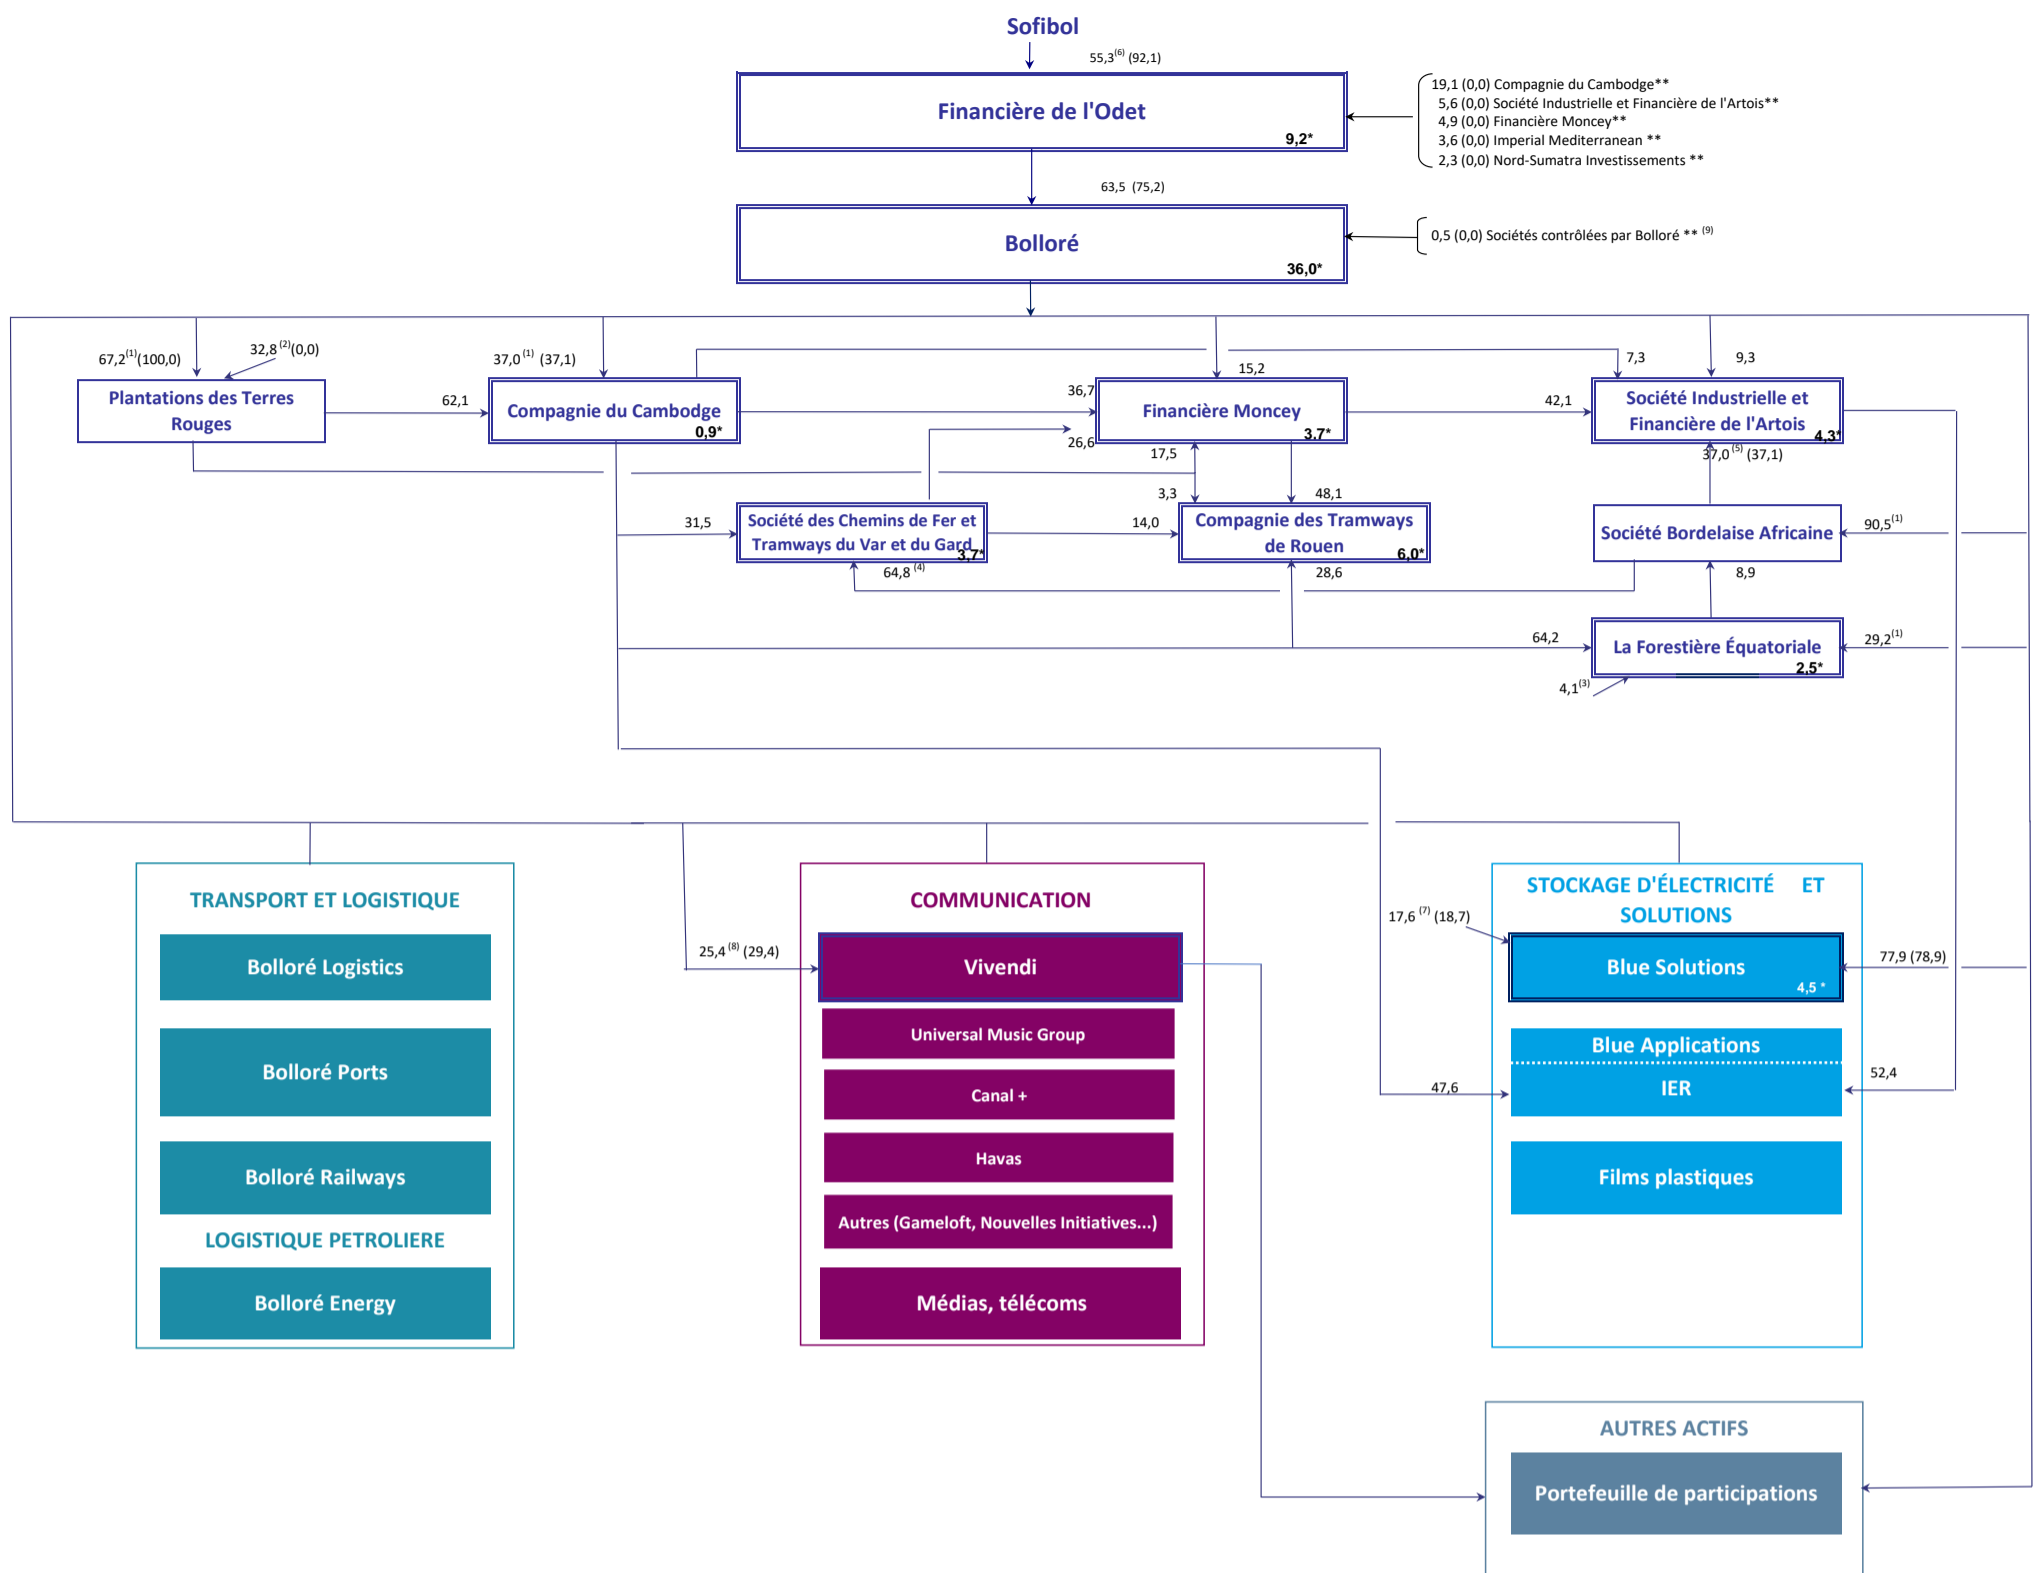 Sofibol
55,3(6) (92,1)
Financière de l'Odet
9,2*
19,1 (0,0) Compagnie du Cambodge**
5,6 (0,0) Société Industrielle et Financière de l'Artois**
4,9 (0,0) Financière Moncey**
3,6 (0,0) Imperial Mediterranean **
2,3 (0,0) Nord-Sumatra Investissements **
63,5 (75,2)
Bolloré
36,0*
0,5 (0,0) Sociétés contrôlées par Bolloré ** (9)
67,2(1)(100,0)
32,8 (2)(0,0)
37,0 (1) (37,1)
15,2
7,3
9,3
Plantations des Terres
Rouges
62,1
Compagnie du Cambodge
0,9*
36,7
26,6
Financière Moncey
3.7*
42,1
Société Industrielle et
Financière de l'Artois
4,3*
17,5
37,0 (5) (37,1)
3,3
48,1
31,5
Société des Chemins de Fer et
Tramways du Var et du Gard
3,7*
14,0
Compagnie des Tramways
de Rouen
6,0*
Société Bordelaise Africaine
90,5(1)
64,8 (4)
28,6
8,9
64,2
La Forestière Équatoriale
2,5*
29,2(1)
4,1(3)
TRANSPORT ET LOGISTIQUE
Bolloré Logistics
Bolloré Ports
Bolloré Railways
LOGISTIQUE PETROLIERE
Bolloré Energy
25,4 (8) (29,4)
COMMUNICATION
Vivendi
Universal Music Group
Canal +
Havas
Autres (Gameloft, Nouvelles Initiatives...)
Médias, télécoms
STOCKAGE D'ÉLECTRICITÉ ET
SOLUTIONS
17,6 (7) (18,7)
Blue Solutions
4,5 *
77,9 (78,9)
Blue Applications
IER
47,6
52,4
Films plastiques
AUTRES ACTIFS
Portefeuille de participations